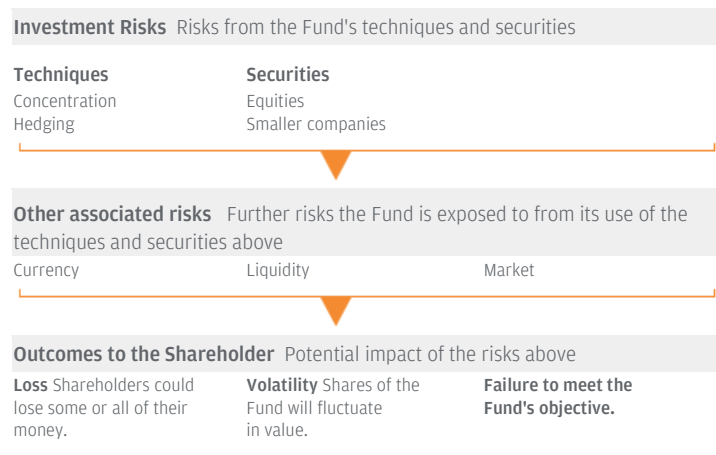 Investment Risks Risks from the Fund's techniques and securities
Techniques Securities
Concentration Equities
Hedging Smaller companies
Other associated risks Further risks the Fund is exposed to from its use of the
techniques and securities above
Currency Liquidity Market
Outcomes to the Shareholder Potential impact of the risks above
Loss Shareholders could
lose some or all of their
money.
Volatility Shares of the
Fund will fluctuate
in value.
Failure to meet the
Fund's objective.